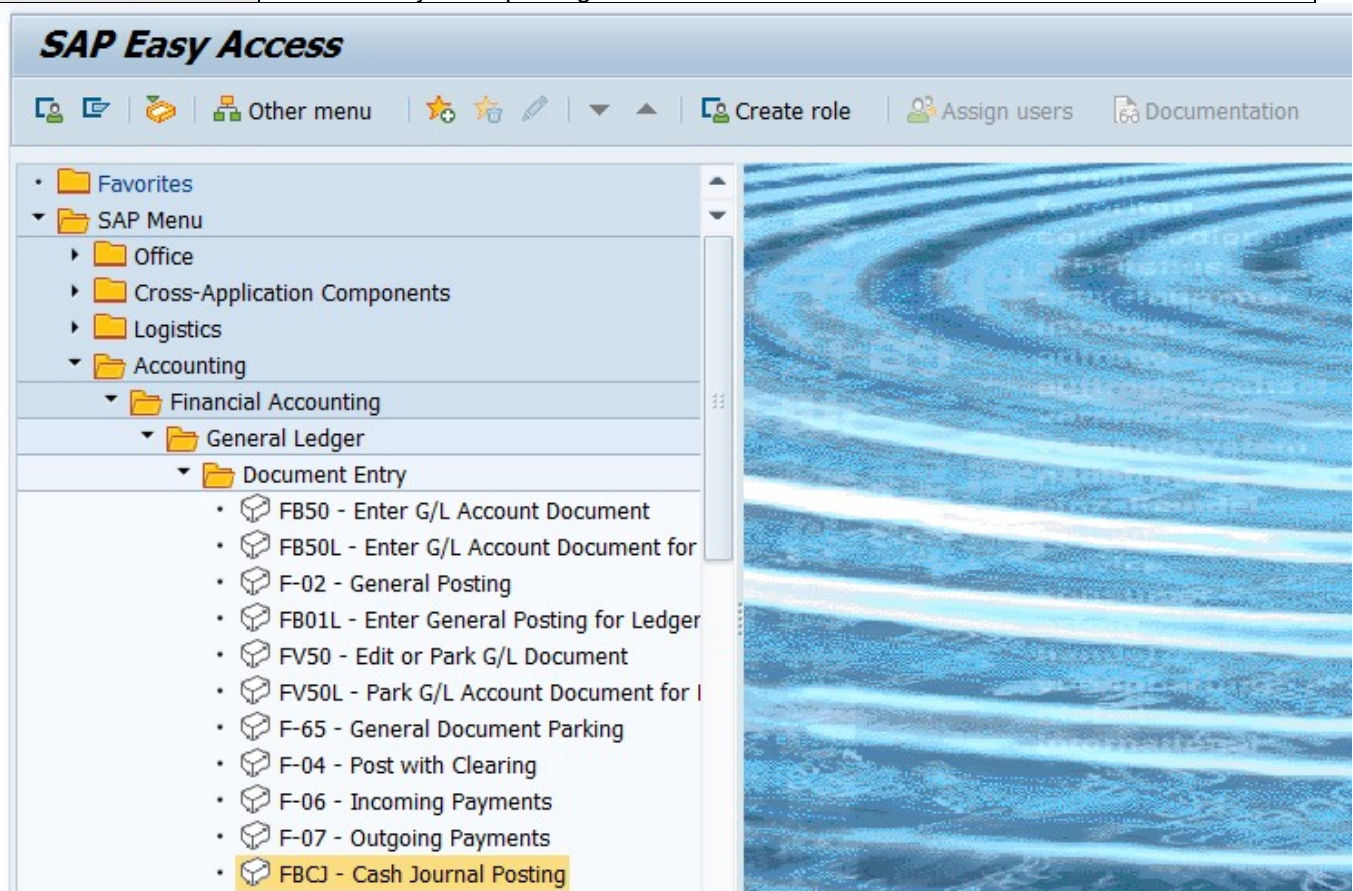 SAP Easy Access
Other menu Create role Assign users Documentation
Favorites
SAP Menu
Office
Cross-Application Components
Logistics
Accounting
Financial Accounting
General Ledger
Document Entry
FB50 - Enter G/L Account Document
FB50L - Enter G/L Account Document for
F-02 - General Posting
FB01L - Enter General Posting for Ledger
FV50 - Edit or Park G/L Document
FV50L - Park G/L Account Document for
F-65 - General Document Parking
F-04 - Post with Clearing
F-06 - Incoming Payments
F-07 - Outgoing Payments
FBCJ - Cash Journal Posting